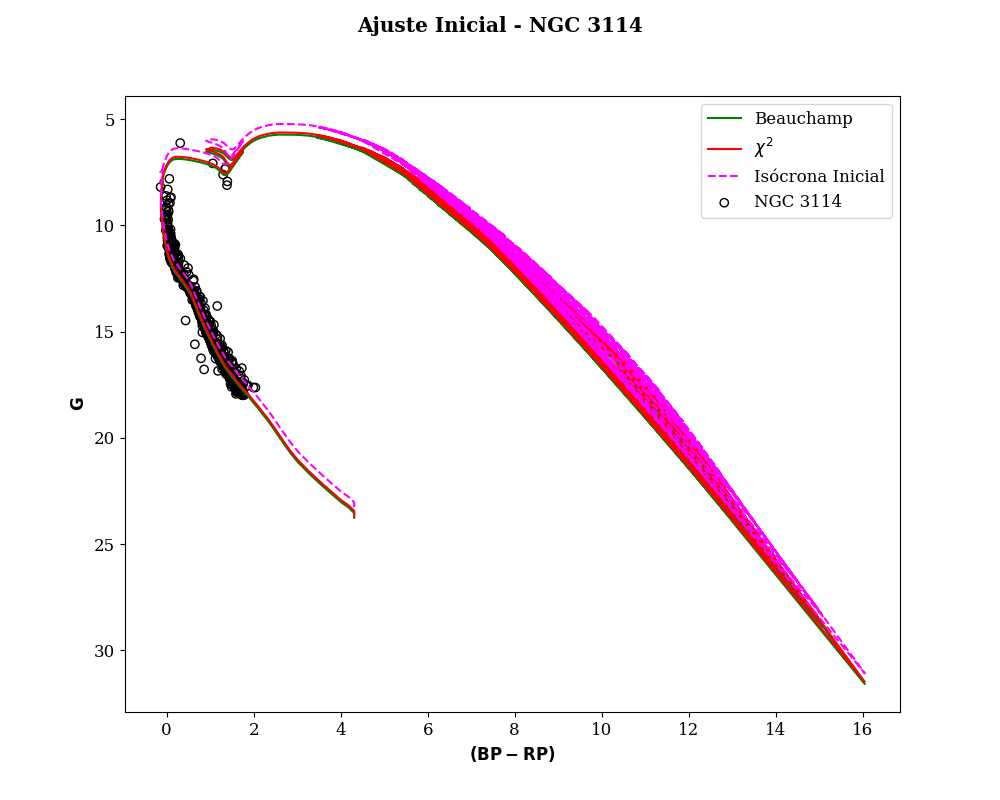 Ajuste Inicial - NGC 3114
Beauchamp
χ²
Isócrona Inicial
NGC 3114
G
5
10
15
20
25
30
0 2 4 6 8 10 12 14 16
(BP − RP)